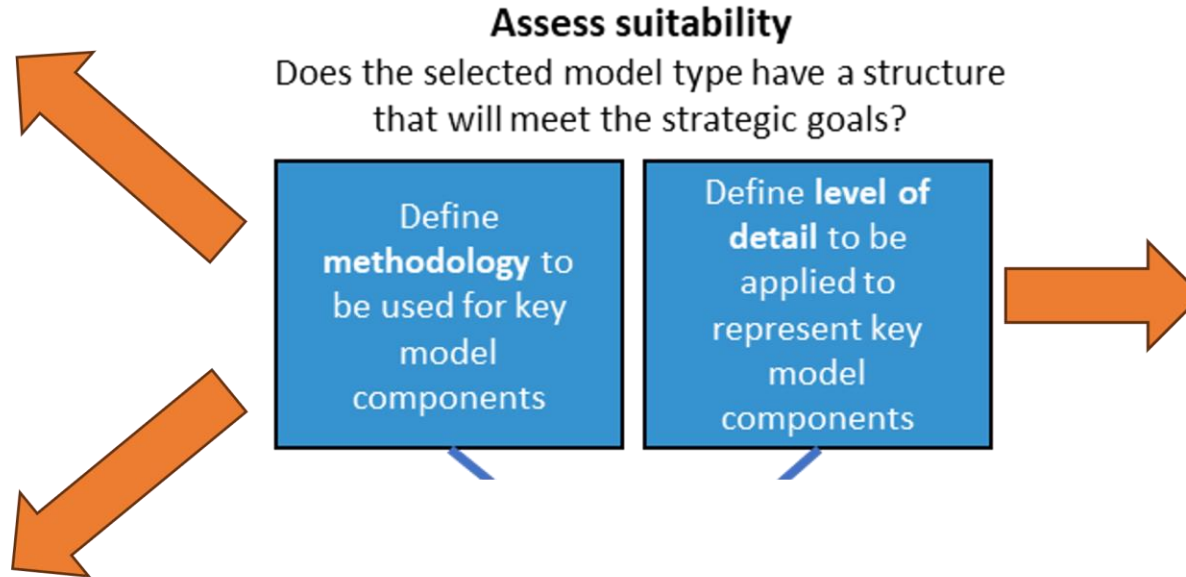 Assess suitability
Does the selected model type have a structure
that will meet the strategic goals?
Define
methodology to
be used for key
model
components
Define level of
detail to be
applied to
represent key
model
components